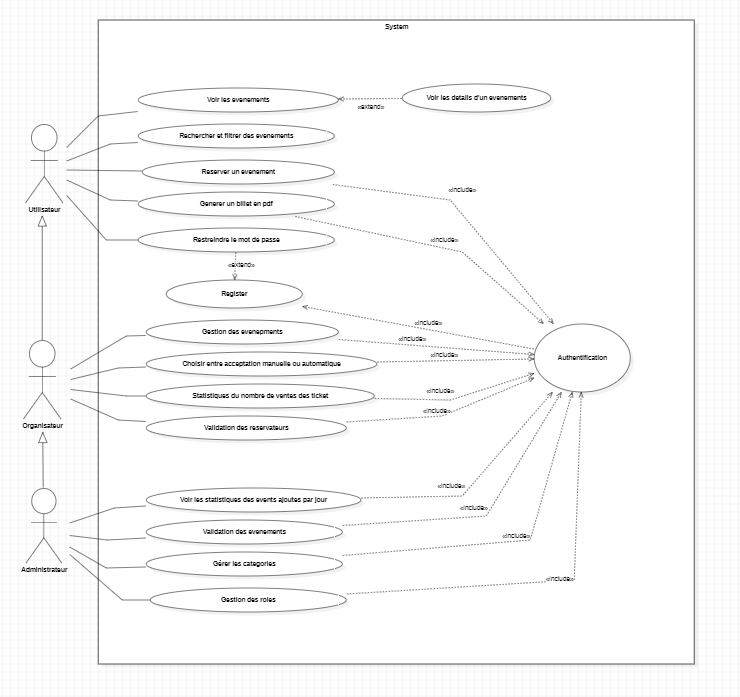 System
Voir les evenements
«extend»
Voir les details d'un evenements
Rechercher et filtrer des evenements
Reserver un evenement
«include»
Generer un billet en pdf
Utilisateur
Restreindre le mot de passe
«include»
«extend»
Register
«include»
Gestion des evenepments
«include»
Choisir entre acceptation manuelle ou automatique
«include»
Authentification
Statistiques du nombre de ventes des ticket
«include»
«include»
Organisateur
Validation des reservateurs
«include»
Voir les statistiques des events ajoutes par jour
«include»
Validation des evenements
«include»
Gérer les categories
Administrateur
«include»
Gestion des roles